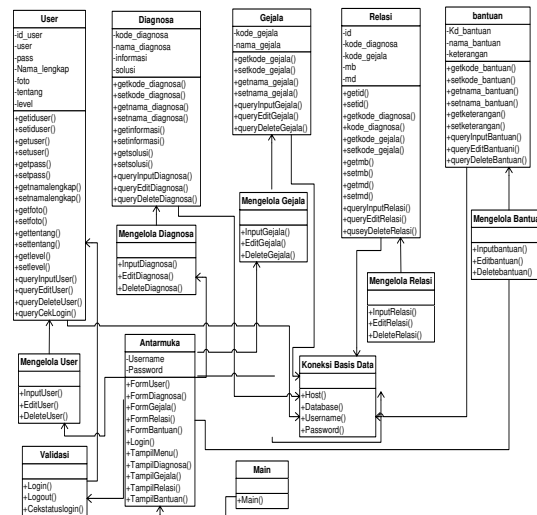 User
-id_user
-user
-pass
-Nama_lengkap
-foto
-tentang
-level
+getiduser()
+setiduser()
+getuser()
+setuser()
+getpass()
+setpass()
+getnamalengkap()
+setnamalengkap()
+getfoto()
+setfoto()
+gettentang()
+settentang()
+getlevel()
+setlevel()
+queryInputUser()
+queryEditUser()
+queryDeleteUser()
+queryCekLogin()
Diagnosa
-kode_diagnosa
-nama_diagnosa
-informasi
-solusi
+getkode_diagnosa()
+setkode_diagnosa()
+getnama_diagnosa()
+setnama_diagnosa()
+getinformasi()
+setinformasi()
+getsolusi()
+setsolusi()
+queryInputDiagnosa()
+queryEditDiagnosa()
+queryDeleteDiagnosa()
Gejala
-kode_gejala
-nama_gejala
+getkode_gejala()
+setkode_gejala()
+getnama_gejala()
+setnama_gejala()
+queryInputGejala()
+queryEditGejala()
+queryDeleteGejala()
Relasi
-id
-kode_diagnosa
-kode_gejala
-mb
-md
+getid()
+setid()
+getkode_diagnosa()
+kode_diagnosa()
+getkode_gejala()
+setkode_gejala()
+getmb()
+setmb()
+getmd()
+setmd()
+queryInputRelasi()
+queryEditRelasi()
+quseyDeleteRelasi()
bantuan
-Kd_bantuan
-nama_bantuan
-keterangan
+getkode_bantuan()
+setkode_bantuan()
+getnama_bantuan()
+setnama_bantuan()
+getketerangan()
+setketerangan()
+queryInputBantuan()
+queryEditBantuani()
+queryDeleteBantuan()
Mengelola Gejala
+InputGejala()
+EditGejala()
+DeleteGejala()
Mengelola Bantuan
+Inputbantuan()
+Editbantuan()
+Deletebantuan()
Mengelola Diagnosa
+InputDiagnosa()
+EditDiagnosa()
+DeleteDiagnosa()
Mengelola Relasi
+InputRelasi()
+EditRelasi()
+DeleteRelasi()
Mengelola User
+InputUser()
+EditUser()
+DeleteUser()
Antarmuka
-Username
-Password
+FormUser()
+FormDiagnosa()
+FormGejala()
+FormRelasi()
+FormBantuan()
+Login()
+TampilMenu()
+TampilDiagnosa()
+TampilGejala()
+TampilRelasi()
+TampilBantuan()
Koneksi Basis Data
+Host()
+Database()
+Username()
+Password()
Validasi
+Login()
+Logout()
+Cekstatuslogin()
Main
+Main()